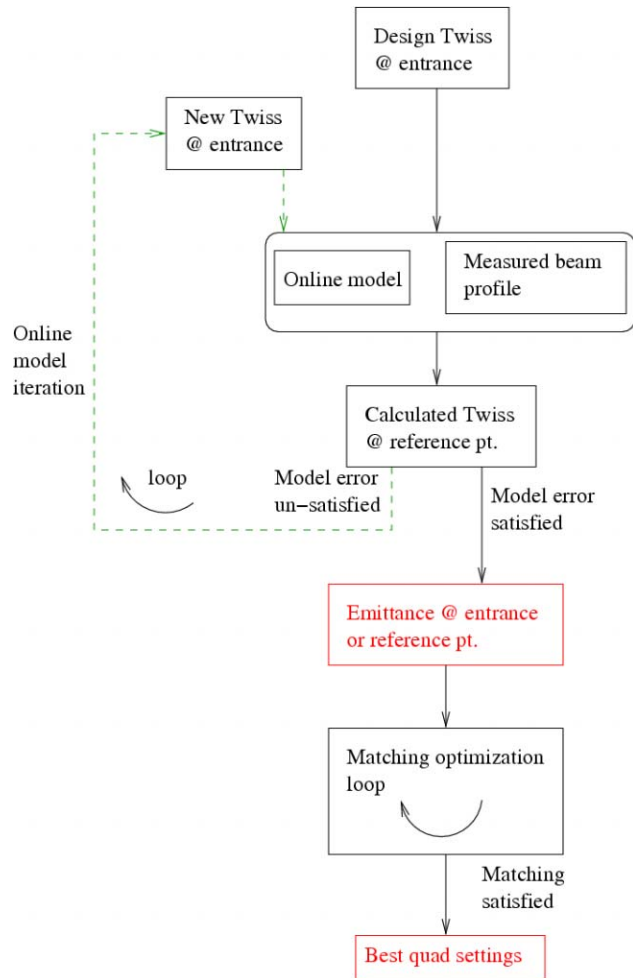 Design Twiss
@ entrance
New Twiss
@ entrance
Online model
Measured beam
profile
Online
model
iteration
Calculated Twiss
@ reference pt.
loop
Model error
un−satisfied
Model error
satisfied
Emittance @ entrance
or reference pt.
Matching optimization
loop
Matching
satisfied
Best quad settings